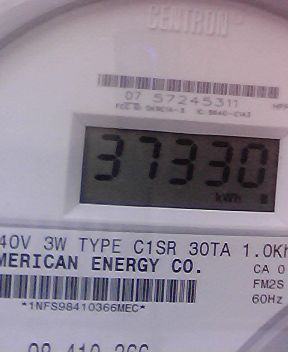 CENTRON
07 57245311
37330
kWh
40V 3W TYPE C1SR 30TA 1.0Kh
MERICAN ENERGY CO.
CA 0
FM2S
60Hz
*1NFS98410366MEC*